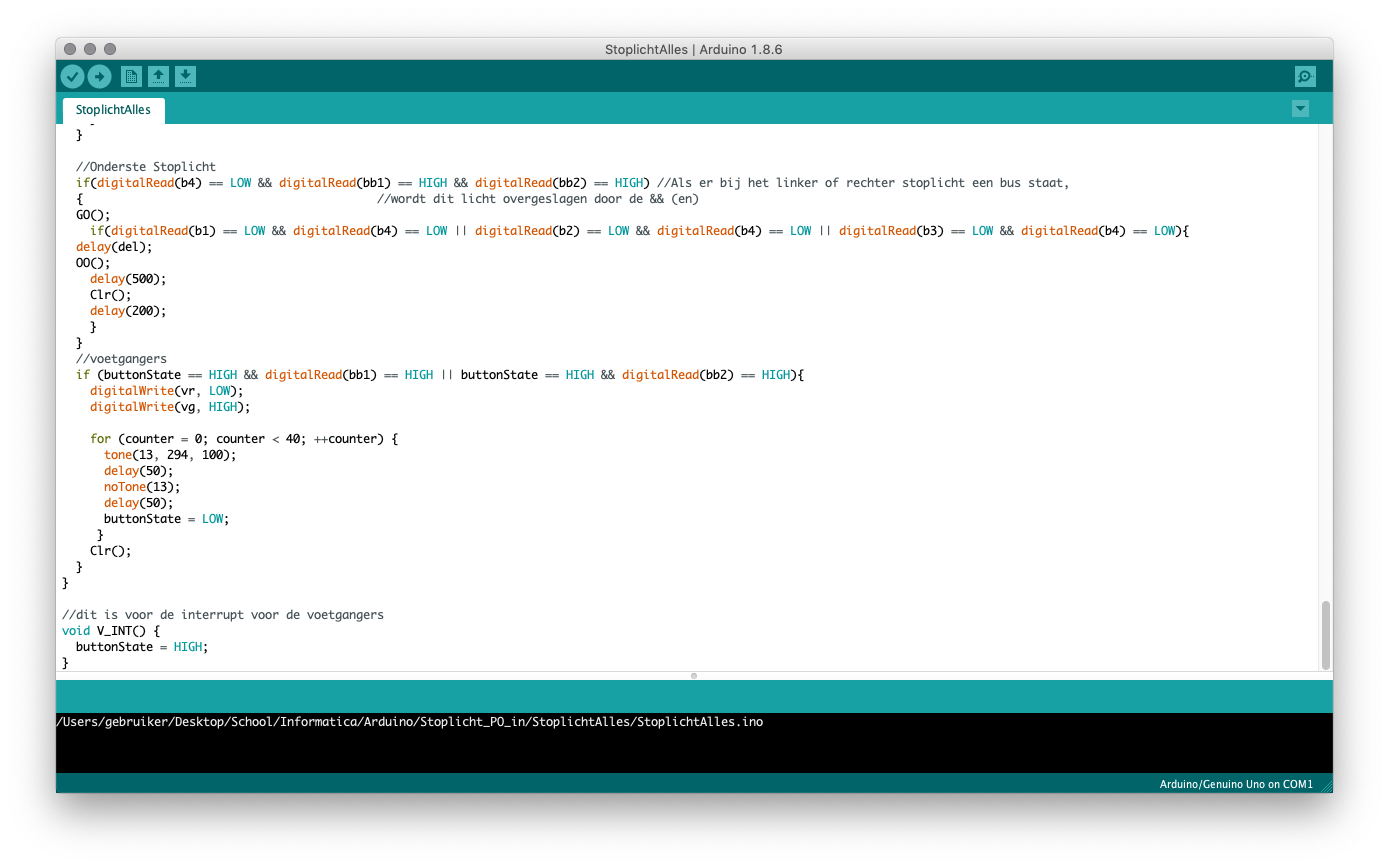 StoplichtAlles | Arduino 1.8.6
StoplichtAlles
}
//Onderste Stoplicht
if(digitalRead(b4) == LOW && digitalRead(bb1) == HIGH && digitalRead(bb2) == HIGH) //Als er bij het linker of rechter stoplicht een bus staat,
{ //wordt dit licht overgeslagen door de && (en)
GO();
if(digitalRead(b1) == LOW && digitalRead(b4) == LOW || digitalRead(b2) == LOW && digitalRead(b4) == LOW || digitalRead(b3) == LOW && digitalRead(b4) == LOW){
delay(del);
OO();
delay(500);
Clr();
delay(200);
}
}
//voetgangers
if (buttonState == HIGH && digitalRead(bb1) == HIGH || buttonState == HIGH && digitalRead(bb2) == HIGH){
digitalWrite(vr, LOW);
digitalWrite(vg, HIGH);
for (counter = 0; counter < 40; ++counter) {
tone(13, 294, 100);
delay(50);
noTone(13);
delay(50);
buttonState = LOW;
}
Clr();
}
}
//dit is voor de interrupt voor de voetgangers
void V_INT() {
buttonState = HIGH;
}
/Users/gebruiker/Desktop/School/Informatica/Arduino/Stoplicht_PO_in/StoplichtAlles/StoplichtAlles.ino
Arduino/Genuino Uno on COM1